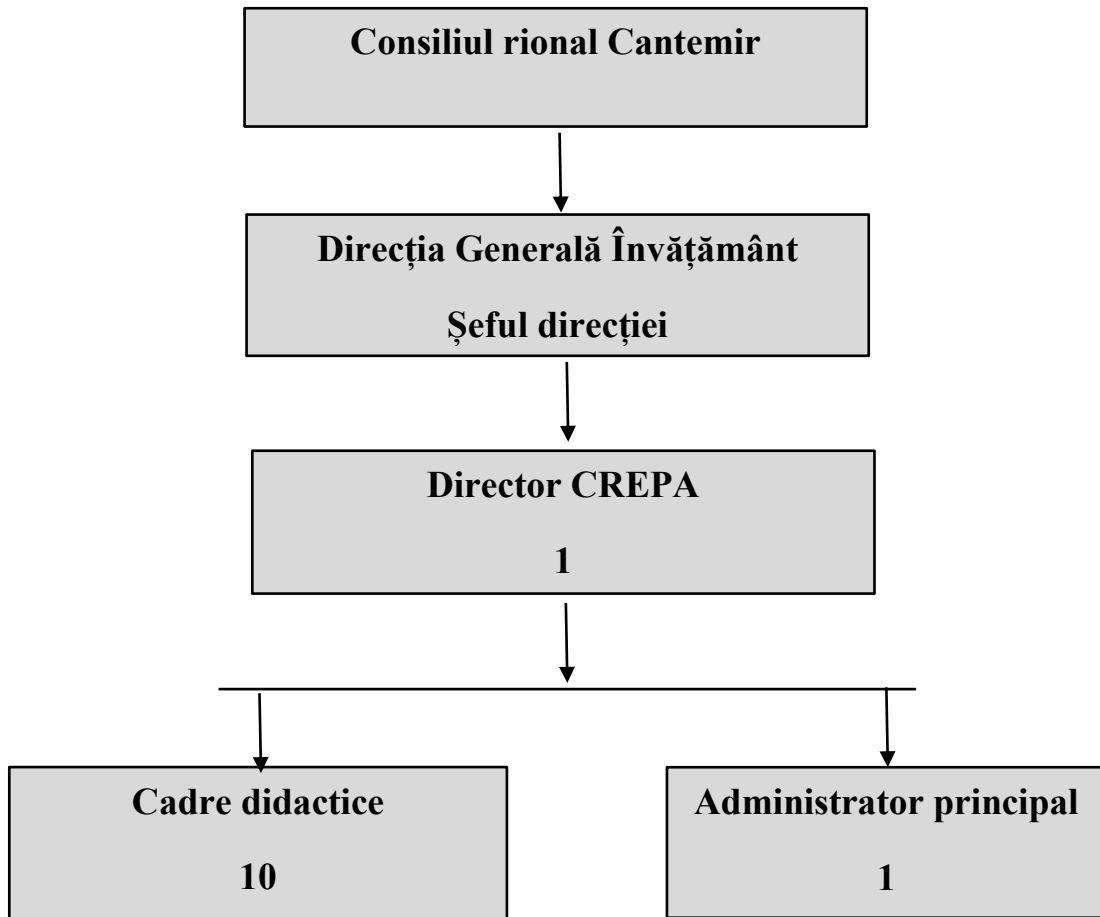 Consiliul rional Cantemir
Direcția Generală Învățământ
Șeful direcției
Director CREPA
1
Cadre didactice
10
Administrator principal
1